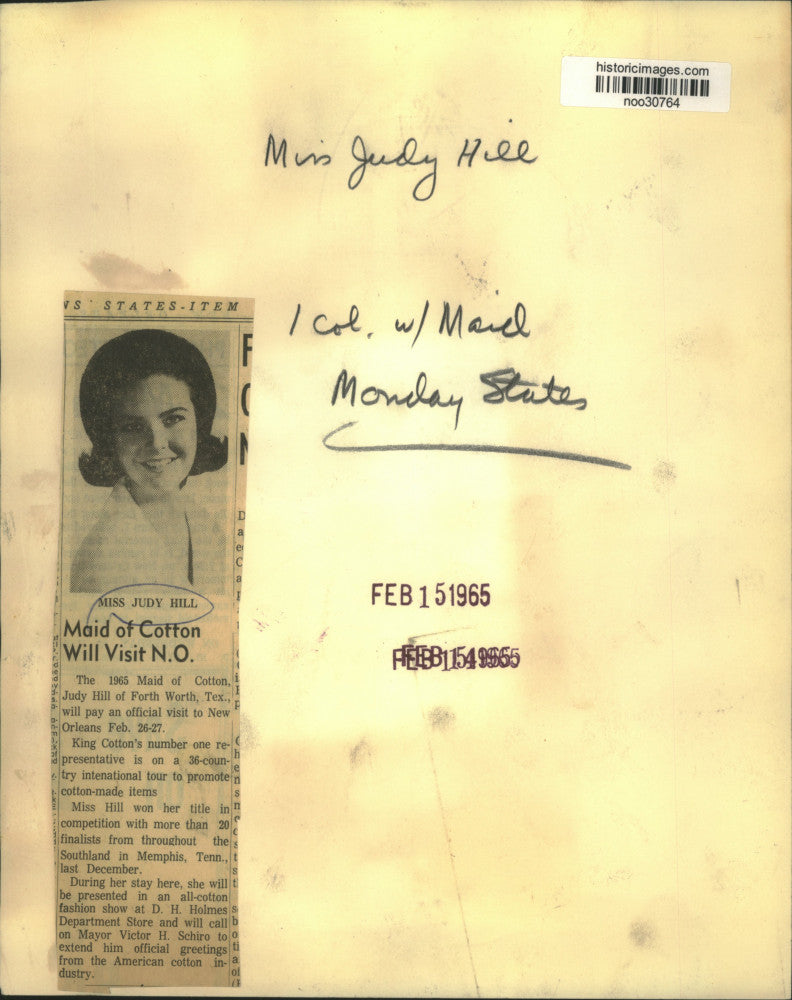 historicimages.com
noo30764
Miss Judy Hill
1 Col. w/ Maid
Monday States
FEB 15 1965
NS STATES-ITEM
MISS JUDY HILL
Maid of Cotton
Will Visit N.O.
The 1965 Maid of Cotton,
Judy Hill of Forth Worth, Tex.,
will pay an official visit to New
Orleans Feb. 26-27.
King Cotton's number one re-
presentative is on a 36-coun-
try intenational tour to promote
cotton-made items
Miss Hill won her title in
competition with more than 20
finalists from throughout the
Southland in Memphis, Tenn.,
last December.
During her stay here, she will
be presented in an all-cotton
fashion show at D. H. Holmes
Department Store and will call
on Mayor Victor H. Schiro to
extend him official greetings
from the American cotton in-
dustry.